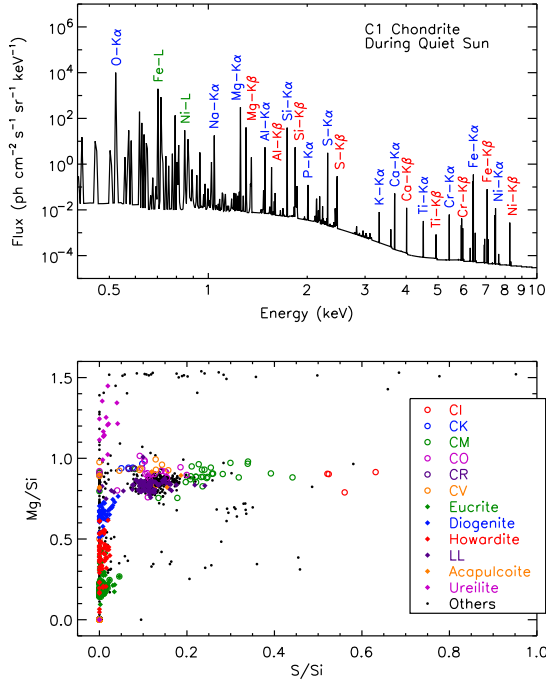 C1 Chondrite
During Quiet Sun
O-Kα
Fe-L
Ni-L
Na-Kα
Mg-Kα
Mg-Kβ
Al-Kα
Al-Kβ
Si-Kα
Si-Kβ
P-Kα
S-Kα
S-Kβ
K-Kα
Ca-Kα
Ca-Kβ
Ti-Kα
Ti-Kβ
Cr-Kα
Cr-Kβ
Fe-Kα
Fe-Kβ
Ni-Kα
Ni-Kβ
Flux (ph cm⁻² s⁻¹ sr⁻¹ keV⁻¹)
10⁶
10⁴
10²
10⁰
10⁻²
10⁻⁴
0.5 1 2 3 4 5 6 7 8 9 10
Energy (keV)
Mg/Si
1.5
1.0
0.5
0.0
CI
CK
CM
CO
CR
CV
Eucrite
Diogenite
Howardite
LL
Acapulcoite
Ureilite
Others
0.0 0.2 0.4 0.6 0.8 1.0
S/Si